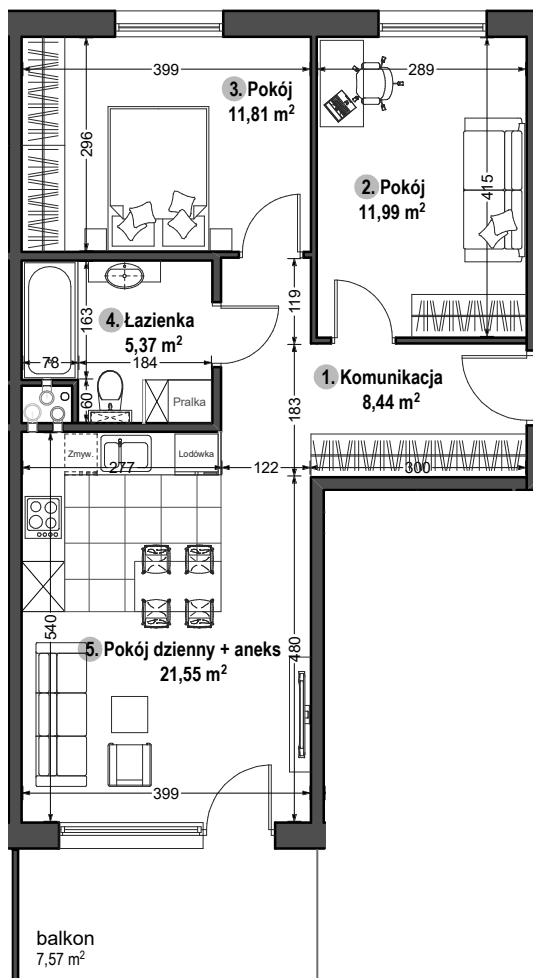 399
289
3. Pokój
11,81 m²
296
2. Pokój
11,99 m²
415
119
163
4. Łazienka
5,37 m²
78
184
60
Pralka
1. Komunikacja
8,44 m²
183
Zmyw.
Lodówka
277
122
300
540
5. Pokój dzienny + aneks
21,55 m²
480
399
balkon
7,57 m²